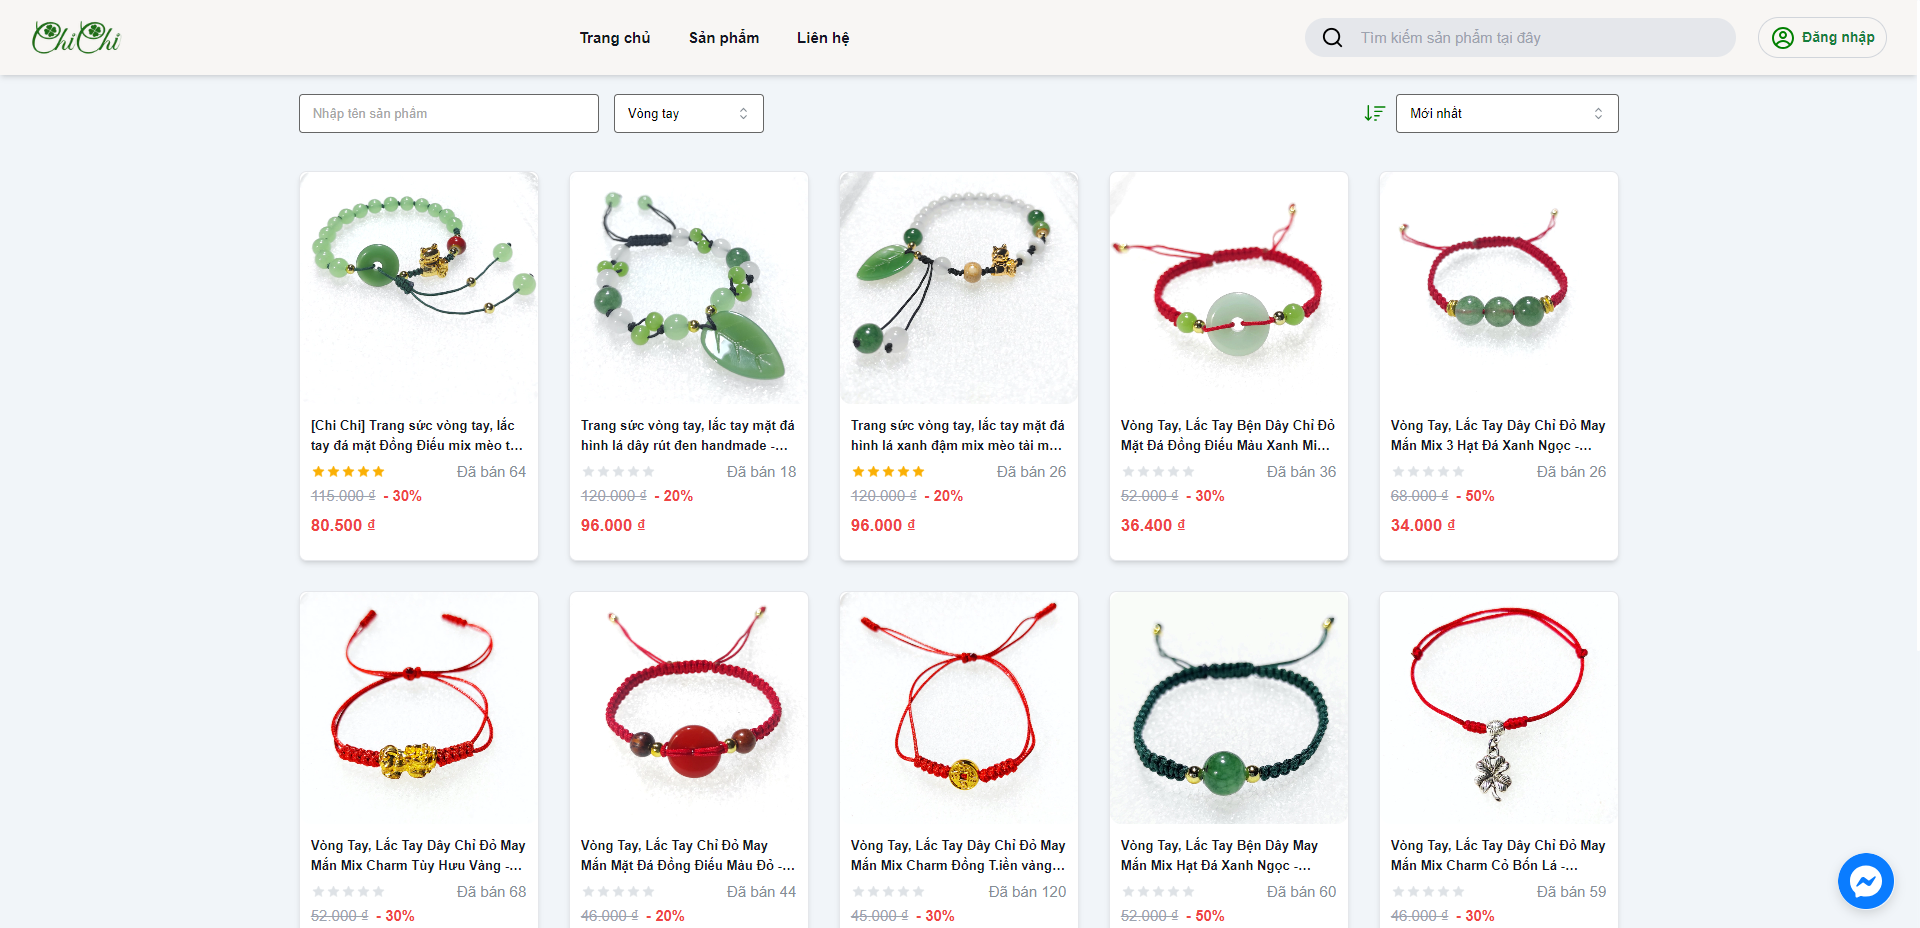 ChiChi
Trang chủ
Sản phẩm
Liên hệ
Tìm kiếm sản phẩm tại đây
Đăng nhập
Nhập tên sản phẩm
Vòng tay
Mới nhất
[Chi Chi] Trang sức vòng tay, lắc
tay đá mặt Đồng Điếu mix mèo t...
Đã bán 64
115.000 ₫ - 30%
80.500 ₫
Trang sức vòng tay, lắc tay mặt đá
hình lá dây rút đen handmade -...
Đã bán 18
120.000 ₫ - 20%
96.000 ₫
Trang sức vòng tay, lắc tay mặt đá
hình lá xanh đậm mix mèo tài m...
Đã bán 26
120.000 ₫ - 20%
96.000 ₫
Vòng Tay, Lắc Tay Bện Dây Chỉ Đỏ
Mặt Đá Đồng Điếu Màu Xanh Mi...
Đã bán 36
52.000 ₫ - 30%
36.400 ₫
Vòng Tay, Lắc Tay Dây Chỉ Đỏ May
Mắn Mix 3 Hạt Đá Xanh Ngọc -...
Đã bán 26
68.000 ₫ - 50%
34.000 ₫
Vòng Tay, Lắc Tay Dây Chỉ Đỏ May
Mắn Mix Charm Tùy Hưu Vàng -...
Đã bán 68
52.000 ₫ - 30%
Vòng Tay, Lắc Tay Chỉ Đỏ May
Mắn Mặt Đá Đồng Điếu Màu Đỏ -...
Đã bán 44
46.000 ₫ - 20%
Vòng Tay, Lắc Tay Dây Chỉ Đỏ May
Mắn Mix Charm Đồng T.iền vàng...
Đã bán 120
45.000 ₫ - 30%
Vòng Tay, Lắc Tay Bện Dây May
Mắn Mix Hạt Đá Xanh Ngọc -...
Đã bán 60
52.000 ₫ - 50%
Vòng Tay, Lắc Tay Dây Chỉ Đỏ May
Mắn Mix Charm Cỏ Bốn Lá -...
Đã bán 59
46.000 ₫ - 30%